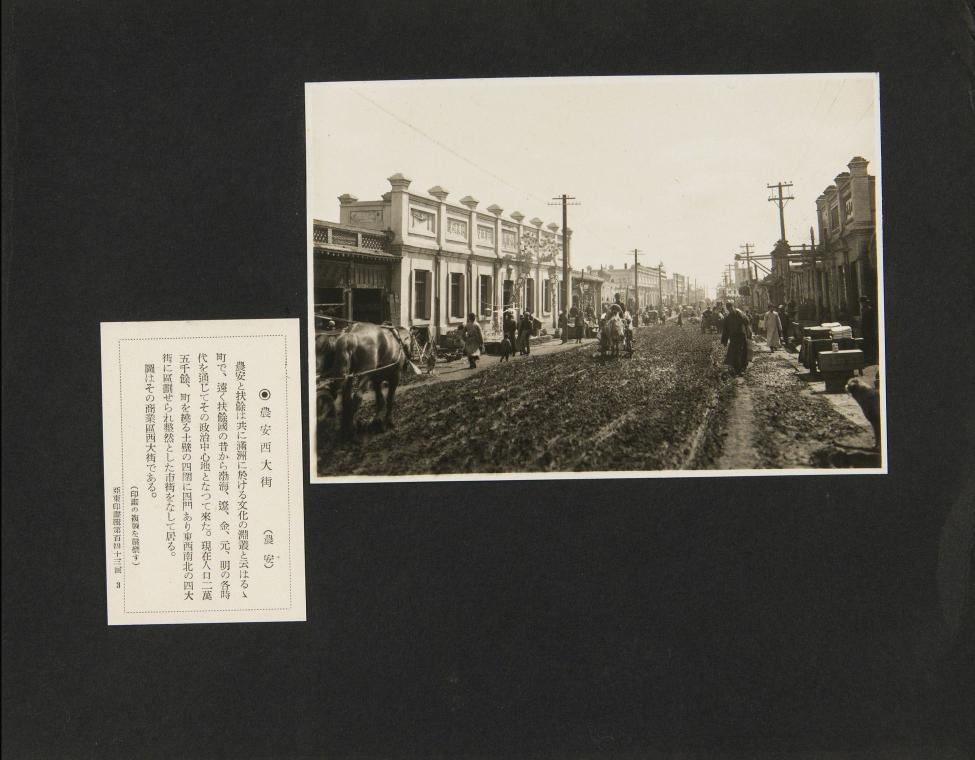 ◉ 農安西大街 (農安)
農安と扶餘は共に滿洲に於ける文化の淵叢と云はるゝ
町で、遠く扶餘國の昔から渤海、遼、金、元、明の各時
代を通じてその政治中心地となつて來た。現在人口二萬
五千餘、町を繞る土壁の四圍に四門あり東西南北の四大
街に區劃せられ整然とした市街をなして居る。
圖はその商業區西大街である。
(印畫の複製を嚴禁す)
亞東印畫輯第百四十三回 3